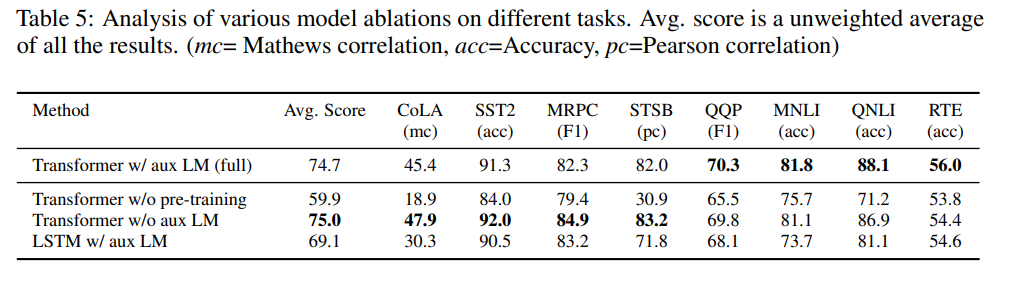 Table 5: Analysis of various model ablations on different tasks. Avg. score is a unweighted average
of all the results. (mc= Mathews correlation, acc=Accuracy, pc=Pearson correlation)
Method Avg. Score CoLA SST2 MRPC STSB QQP MNLI QNLI RTE
(mc) (acc) (F1) (pc) (F1) (acc) (acc) (acc)
Transformer w/ aux LM (full) 74.7 45.4 91.3 82.3 82.0 70.3 81.8 88.1 56.0
Transformer w/o pre-training 59.9 18.9 84.0 79.4 30.9 65.5 75.7 71.2 53.8
Transformer w/o aux LM 75.0 47.9 92.0 84.9 83.2 69.8 81.1 86.9 54.4
LSTM w/ aux LM 69.1 30.3 90.5 83.2 71.8 68.1 73.7 81.1 54.6